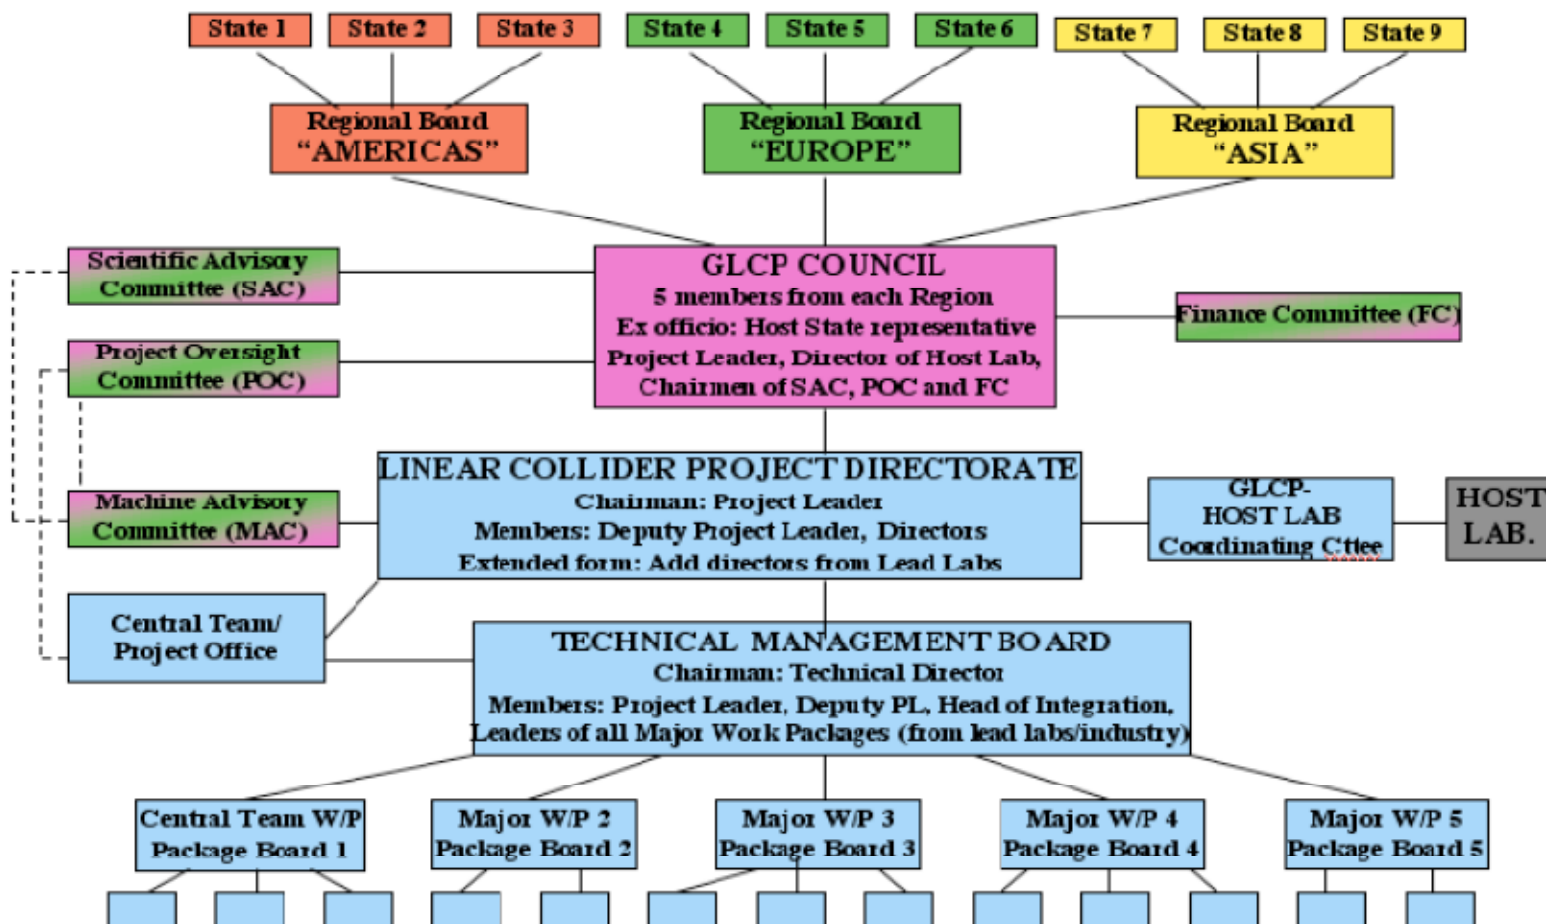 State 1
State 2
State 3
State 4
State 5
State 6
State 7
State 8
State 9
Regional Board
“AMERICAS”
Regional Board
“EUROPE”
Regional Board
“ASIA”
Scientific Advisory
Committee (SAC)
Project Oversight
Committee (POC)
GLCP COUNCIL
5 members from each Region
Ex officio: Host State representative
Project Leader, Director of Host Lab,
Chairmen of SAC, POC and FC
Finance Committee (FC)
Machine Advisory
Committee (MAC)
LINEAR COLLIDER PROJECT DIRECTORATE
Chairman: Project Leader
Members: Deputy Project Leader, Directors
Extended form: Add directors from Lead Labs
GLCP-
HOST LAB
Coordinating Cttee
HOST
LAB.
Central Team/
Project Office
TECHNICAL MANAGEMENT BOARD
Chairman: Technical Director
Members: Project Leader, Deputy PL, Head of Integration,
Leaders of all Major Work Packages (from lead labs/industry)
Central Team W/P
Package Board 1
Major W/P 2
Package Board 2
Major W/P 3
Package Board 3
Major W/P 4
Package Board 4
Major W/P 5
Package Board 5